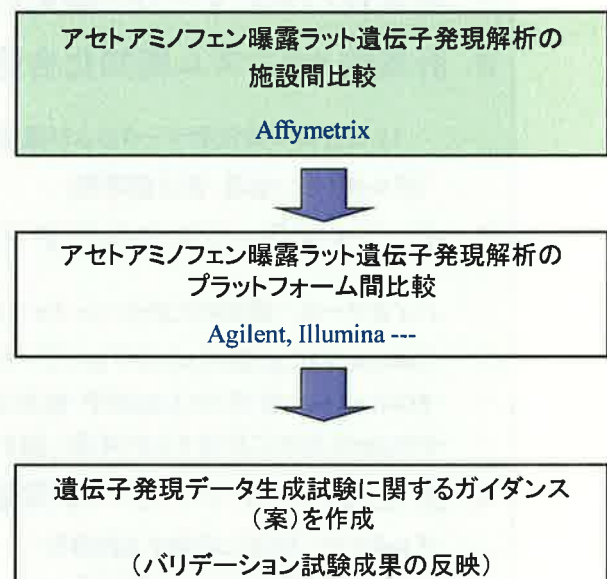 アセトアミノフェン曝露ラット遺伝子発現解析の
施設間比較
Affymetrix
アセトアミノフェン曝露ラット遺伝子発現解析の
プラットフォーム間比較
Agilent, Illumina ---
遺伝子発現データ生成試験に関するガイダンス
（案）を作成
（バリデーション試験成果の反映）